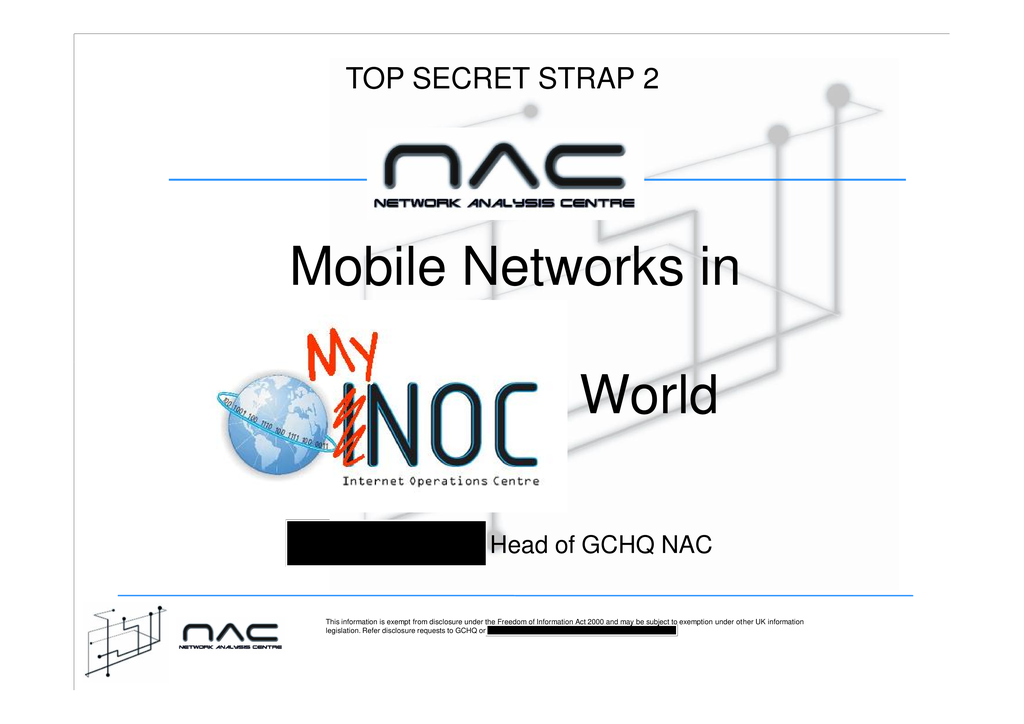 TOP SECRET STRAP 2
NAC
NETWORK ANALYSIS CENTRE
Mobile Networks in
MY
INOC
World
Internet Operations Centre
Head of GCHQ NAC
NAC
NETWORK ANALYSIS CENTRE
This information is exempt from disclosure under the Freedom of Information Act 2000 and may be subject to exemption under other UK information
legislation. Refer disclosure requests to GCHQ or